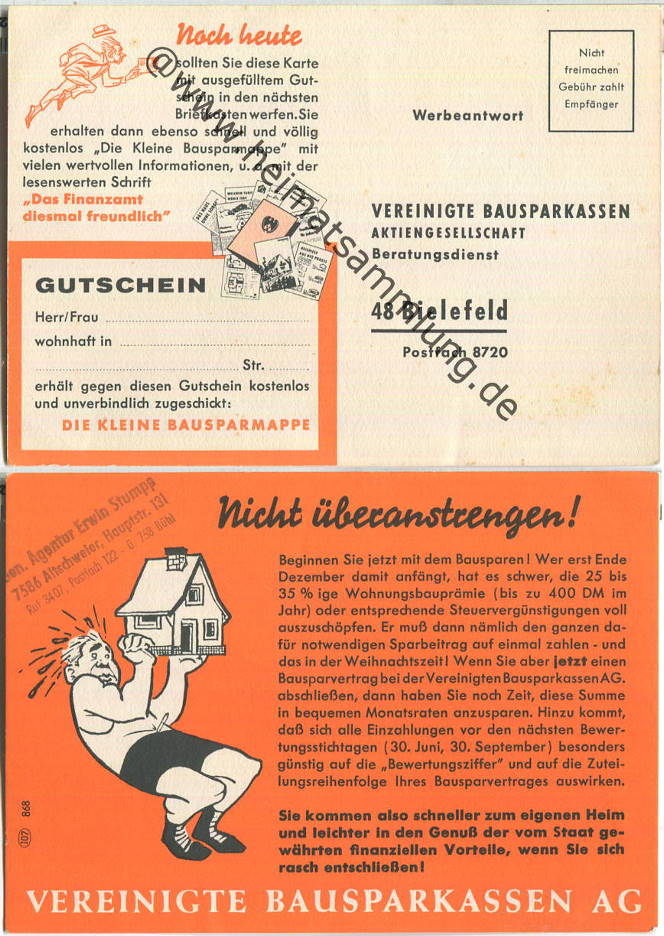 Noch heute
sollten Sie diese Karte
mit ausgefülltem Gut-
schein in den nächsten
Briefkasten werfen. Sie
erhalten dann ebenso schnell und völlig
kostenlos „Die Kleine Bausparmappe" mit
vielen wertvollen Informationen, u. a. mit der
lesenswerten Schrift
„Das Finanzamt
diesmal freundlich"
GUTSCHEIN
Herr/Frau
wohnhaft in
Str.
erhält gegen diesen Gutschein kostenlos
und unverbindlich zugeschickt:
DIE KLEINE BAUSPARMAPPE
Nicht
freimachen
Gebühr zahlt
Empfänger
Werbeantwort
VEREINIGTE BAUSPARKASSEN
AKTIENGESELLSCHAFT
Beratungsdienst
48 Bielefeld
Postfach 8720
@www.heimatsammlung.de
Gen. Agentur Erwin Stumpp
7586 Altschweier, Hauptstr. 131
Ruf 3407, Postfach 122 - G 758 Bühl
Nicht überanstrengen!
Beginnen Sie jetzt mit dem Bausparen! Wer erst Ende
Dezember damit anfängt, hat es schwer, die 25 bis
35% ige Wohnungsbauprämie (bis zu 400 DM im
Jahr) oder entsprechende Steuervergünstigungen voll
auszuschöpfen. Er muß dann nämlich den ganzen da-
für notwendigen Sparbeitrag auf einmal zahlen - und
das in der Weihnachtszeit! Wenn Sie aber jetzt einen
Bausparvertrag bei der Vereinigten Bausparkassen AG.
abschließen, dann haben Sie noch Zeit, diese Summe
in bequemen Monatsraten anzusparen. Hinzu kommt,
daß sich alle Einzahlungen vor den nächsten Bewer-
tungsstichtagen (30. Juni, 30. September) besonders
günstig auf die „Bewertungsziffer" und auf die Zutei-
lungsreihenfolge Ihres Bausparvertrages auswirken.
Sie kommen also schneller zum eigenen Heim
und leichter in den Genuß der vom Staat ge-
währten finanziellen Vorteile, wenn Sie sich
rasch entschließen!
107 868
VEREINIGTE BAUSPARKASSEN AG